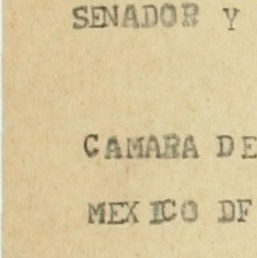 SENADOR Y
CAMARA DE
MEXICO DF